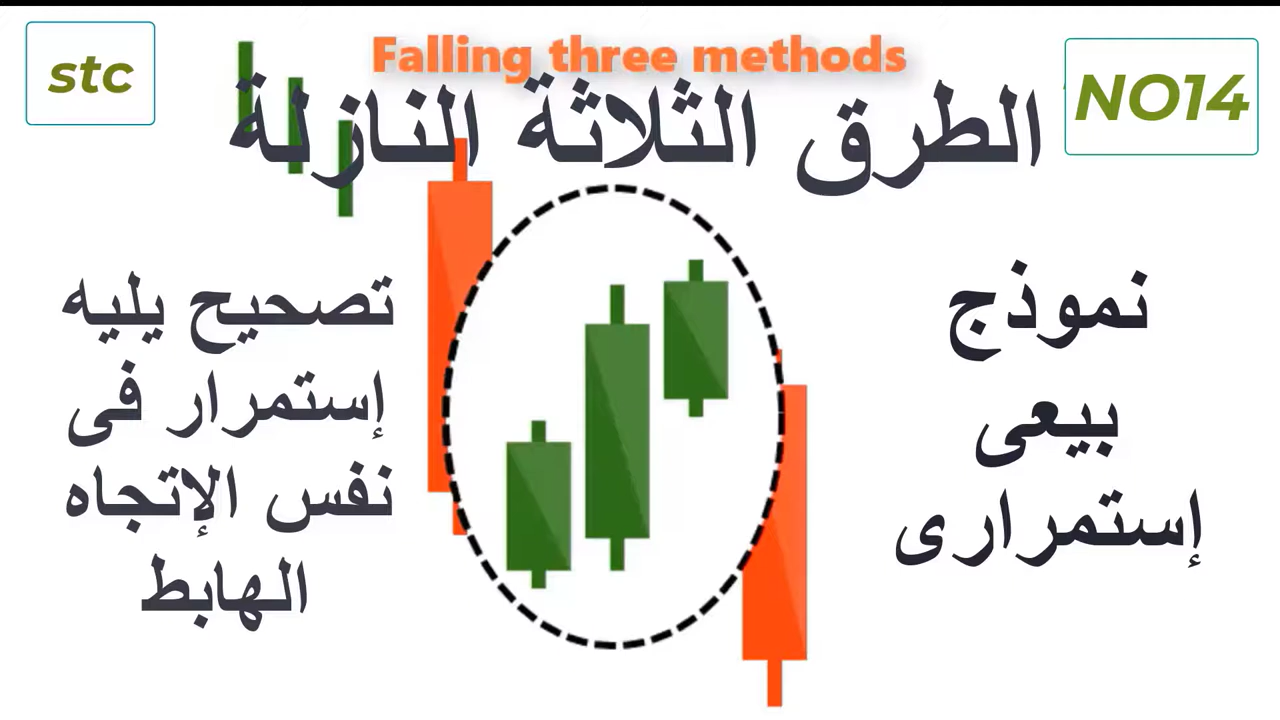 stc
Falling three methods
NO14
الطرق الثلاثة النازلة
نموذج
بيعى
إستمرارى
تصحيح يليه
إستمرار فى
نفس الإتجاه
الهابط